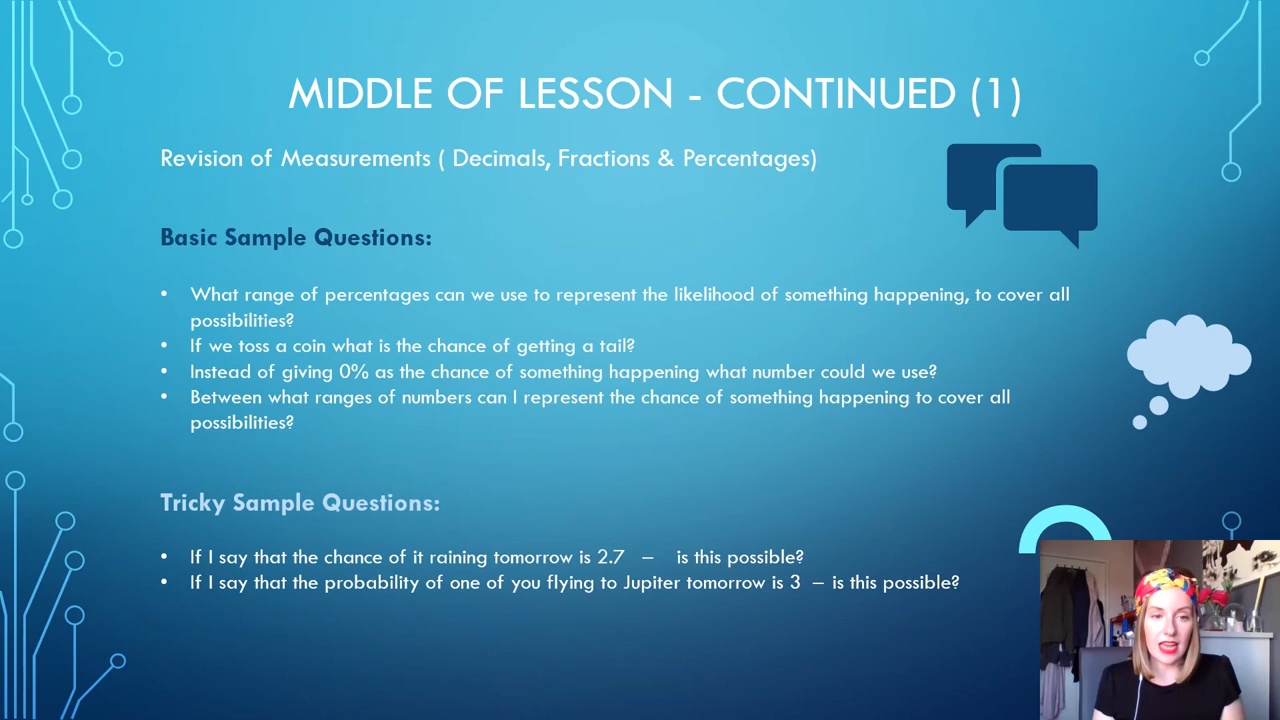 MIDDLE OF LESSON - CONTINUED (1)
Revision of Measurements ( Decimals, Fractions & Percentages)
Basic Sample Questions:
• What range of percentages can we use to represent the likelihood of something happening, to cover all
possibilities?
• If we toss a coin what is the chance of getting a tail?
• Instead of giving 0% as the chance of something happening what number could we use?
• Between what ranges of numbers can I represent the chance of something happening to cover all
possibilities?
Tricky Sample Questions:
• If I say that the chance of it raining tomorrow is 2.7 – is this possible?
• If I say that the probability of one of you flying to Jupiter tomorrow is 3 – is this possible?